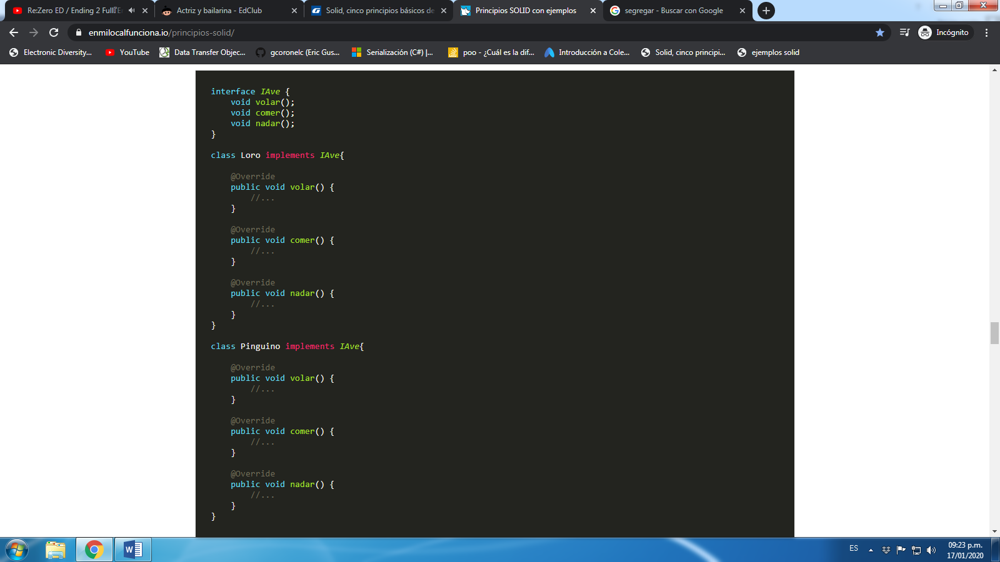 Re:Zero ED / Ending 2 Full
Actriz y bailarina - EdClub
Solid, cinco principios básicos de
Principios SOLID con ejemplos
segregar - Buscar con Google
enmilocalfunciona.io/principios-solid/
Incógnito
Electronic Diversity...
YouTube
Data Transfer Objec...
gcoronelc (Eric Gus...
Serialización (C#) |...
poo - ¿Cuál es la dif...
Introducción a Cole...
Solid, cinco principi...
ejemplos solid
interface IAve {
void volar();
void comer();
void nadar();
}
class Loro implements IAve{
@Override
public void volar() {
//...
}
@Override
public void comer() {
//...
}
@Override
public void nadar() {
//...
}
}
class Pinguino implements IAve{
@Override
public void volar() {
//...
}
@Override
public void comer() {
//...
}
@Override
public void nadar() {
//...
}
}
ES
09:23 p.m.
17/01/2020